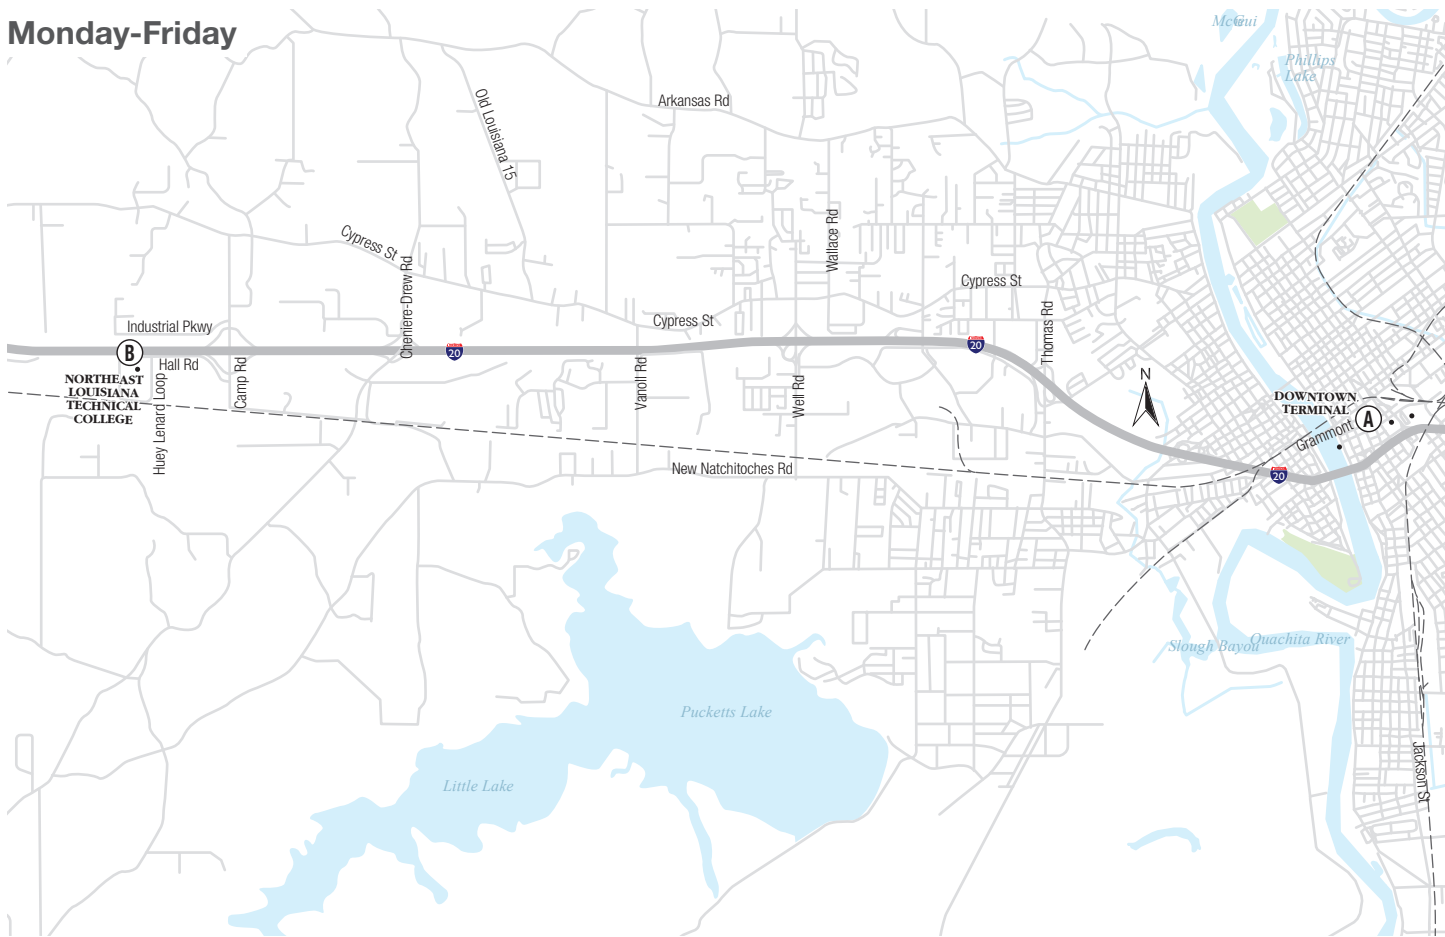 Monday-Friday
McGui
Phillips
Lake
Arkansas Rd
Old Louisiana 15
Cypress St
Cheniere-Drew Rd
Wallace Rd
Cypress St
Industrial Pkwy
Cypress St
Thomas Rd
B
Hall Rd
20
20
NORTHEAST
LOUISIANA
TECHNICAL
COLLEGE
Huey Lenard Loop
Camp Rd
Vanoll Rd
Well Rd
N
DOWNTOWN
TERMINAL
A
Grammont
New Natchitoches Rd
20
Slough Bayou
Ouachita River
Pucketts Lake
Little Lake
Jackson St